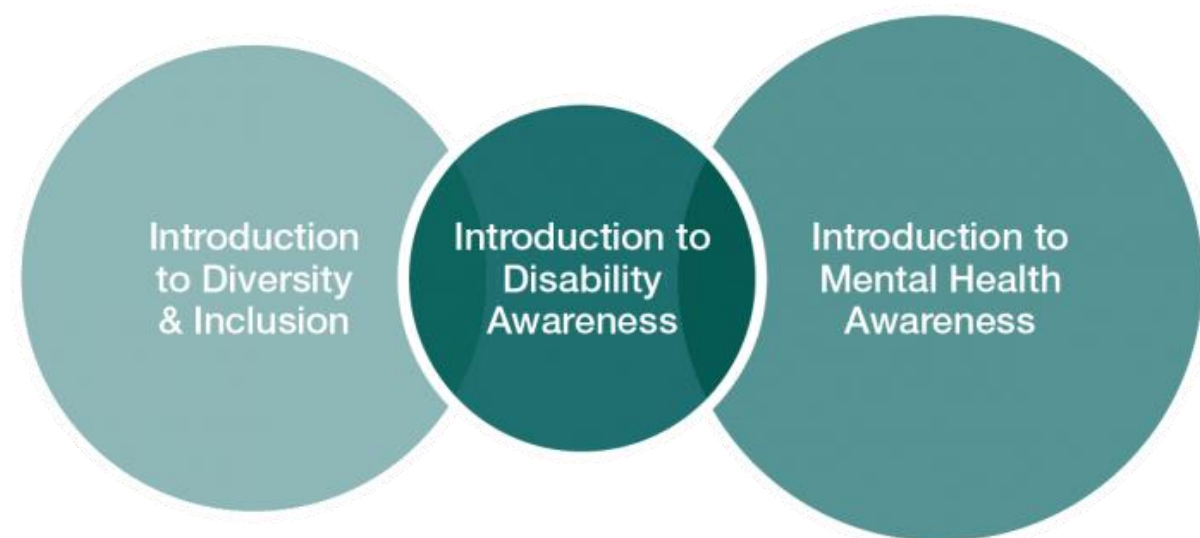 Introduction
to Diversity
& Inclusion
Introduction to
Disability
Awareness
Introduction to
Mental Health
Awareness